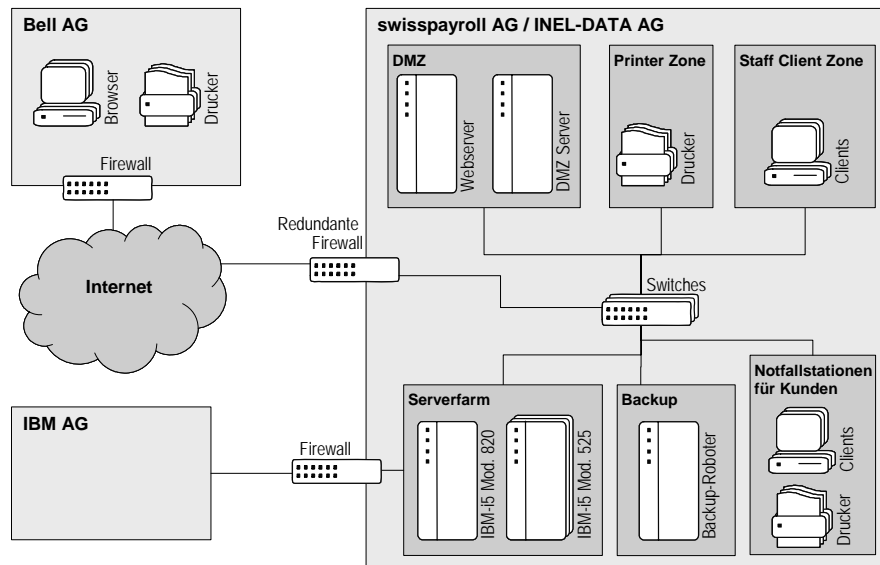 Bell AG
Browser
Drucker
Firewall
Internet
IBM AG
Firewall
Redundante
Firewall
swisspayroll AG / INEL-DATA AG
DMZ
Webserver
DMZ Server
Printer Zone
Drucker
Staff Client Zone
Clients
Switches
Serverfarm
IBM-i5 Mod. 820
IBM-i5 Mod. 525
Backup
Backup-Roboter
Notfallstationen
für Kunden
Clients
Drucker